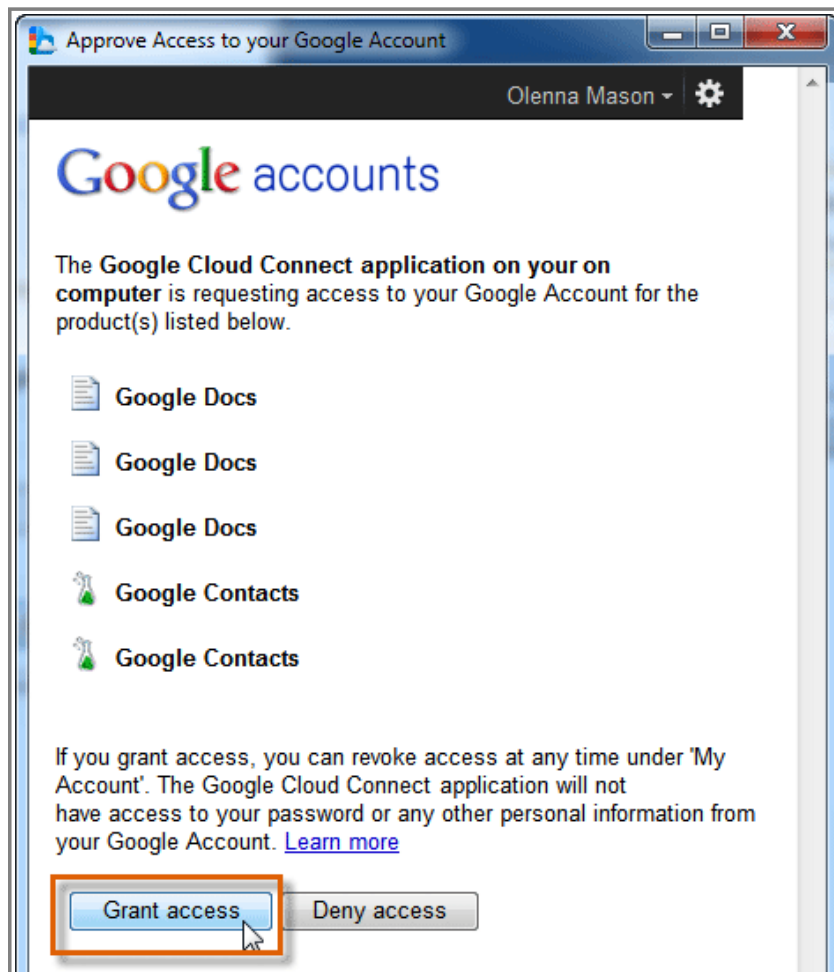 Approve Access to your Google Account
Olenna Mason
Google accounts
The Google Cloud Connect application on your on
computer is requesting access to your Google Account for the
product(s) listed below.
Google Docs
Google Docs
Google Docs
Google Contacts
Google Contacts
If you grant access, you can revoke access at any time under 'My
Account'. The Google Cloud Connect application will not
have access to your password or any other personal information from
your Google Account. Learn more
Grant access Deny access